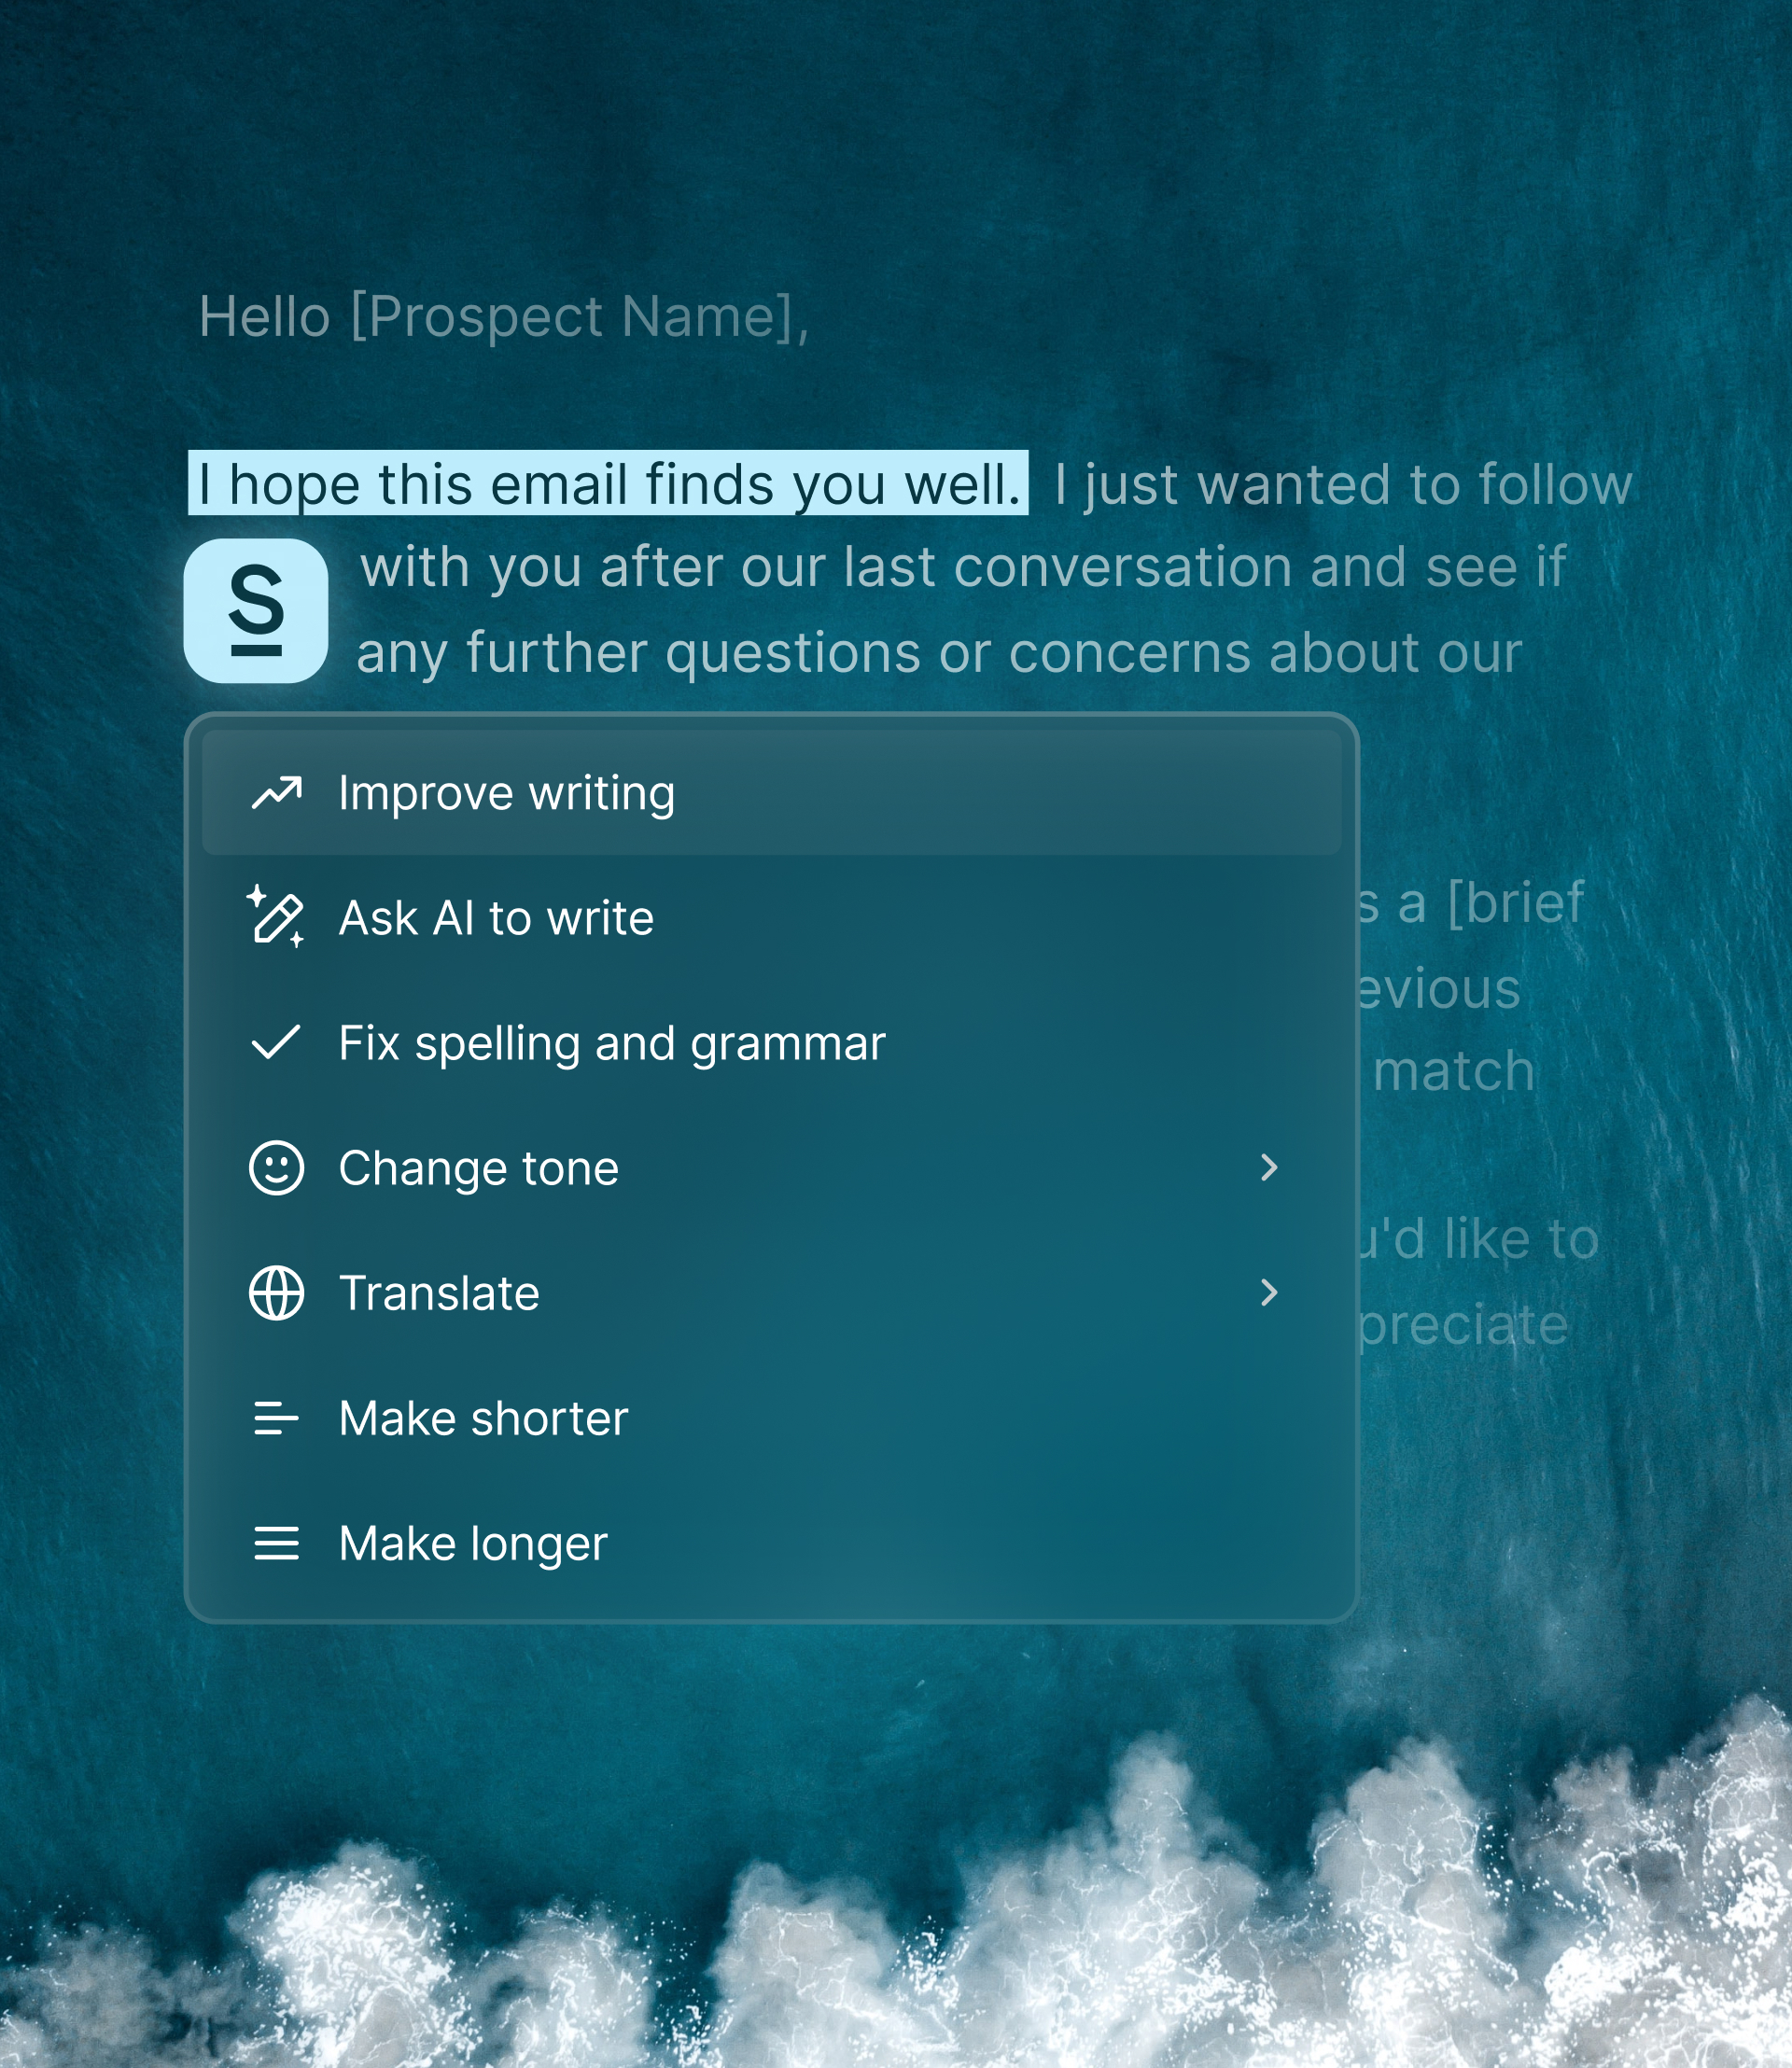 Hello [Prospect Name],
I hope this email finds you well. I just wanted to follow
S
with you after our last conversation and see if
any further questions or concerns about our
Improve writing
s a [brief
Ask AI to write
evious
Fix spelling and grammar
match
Change tone
u'd like to
Translate
preciate
Make shorter
Make longer